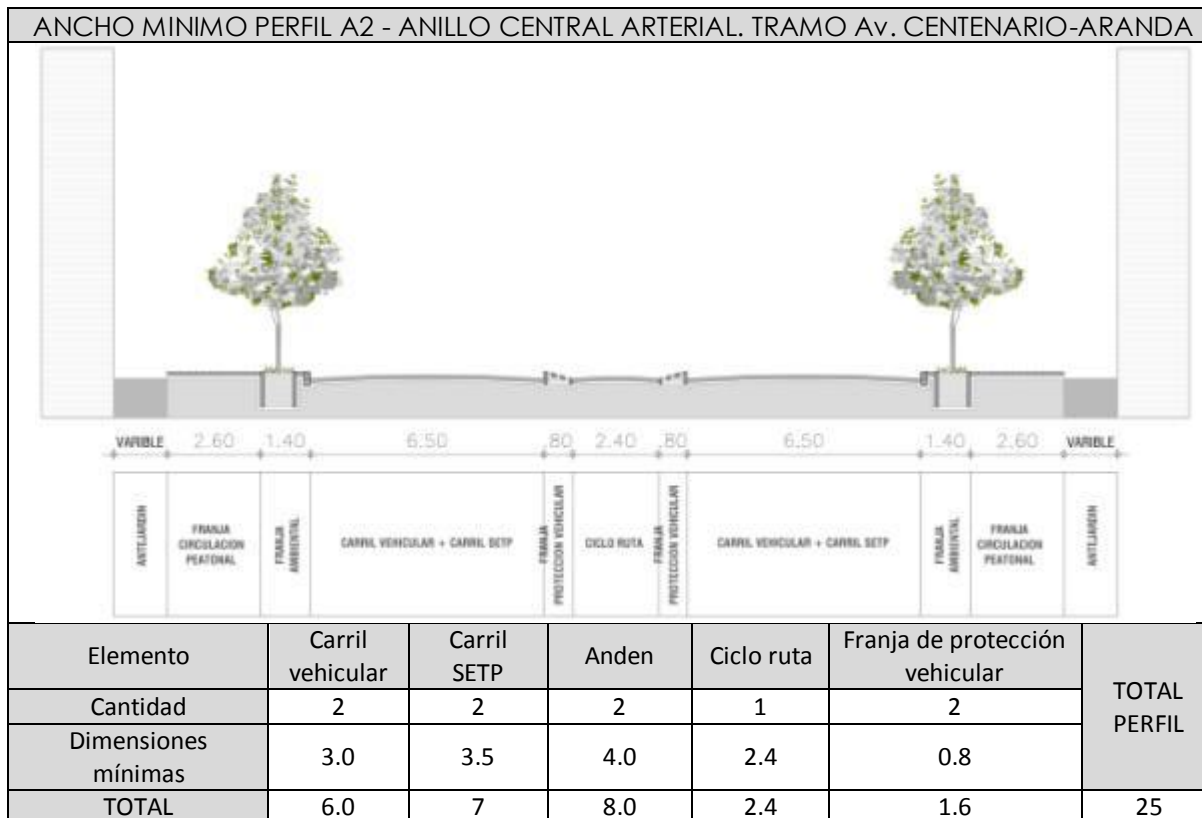 ANCHO MINIMO PERFIL A2 - ANILLO CENTRAL ARTERIAL. TRAMO Av. CENTENARIO-ARANDA
VARIBLE 2.60 1.40 6.50 .80 2.40 .80 6.50 1.40 2.60 VARIBLE
ANTEJARDIN
FRANJA
CIRCULACION
PEATONAL
FRANJA
AMBIENTAL
CARRIL VEHICULAR + CARRIL SETP
FRANJA
PROTECCION VEHICULAR
CICLO RUTA
FRANJA
PROTECCION VEHICULAR
CARRIL VEHICULAR + CARRIL SETP
FRANJA
AMBIENTAL
FRANJA
CIRCULACION
PEATONAL
ANTEJARDIN
Elemento
Carril
vehicular
Carril
SETP
Anden
Ciclo ruta
Franja de protección
vehicular
TOTAL
PERFIL
Cantidad 2 2 2 1 2
Dimensiones
mínimas
3.0 3.5 4.0 2.4 0.8
TOTAL 6.0 7 8.0 2.4 1.6 25